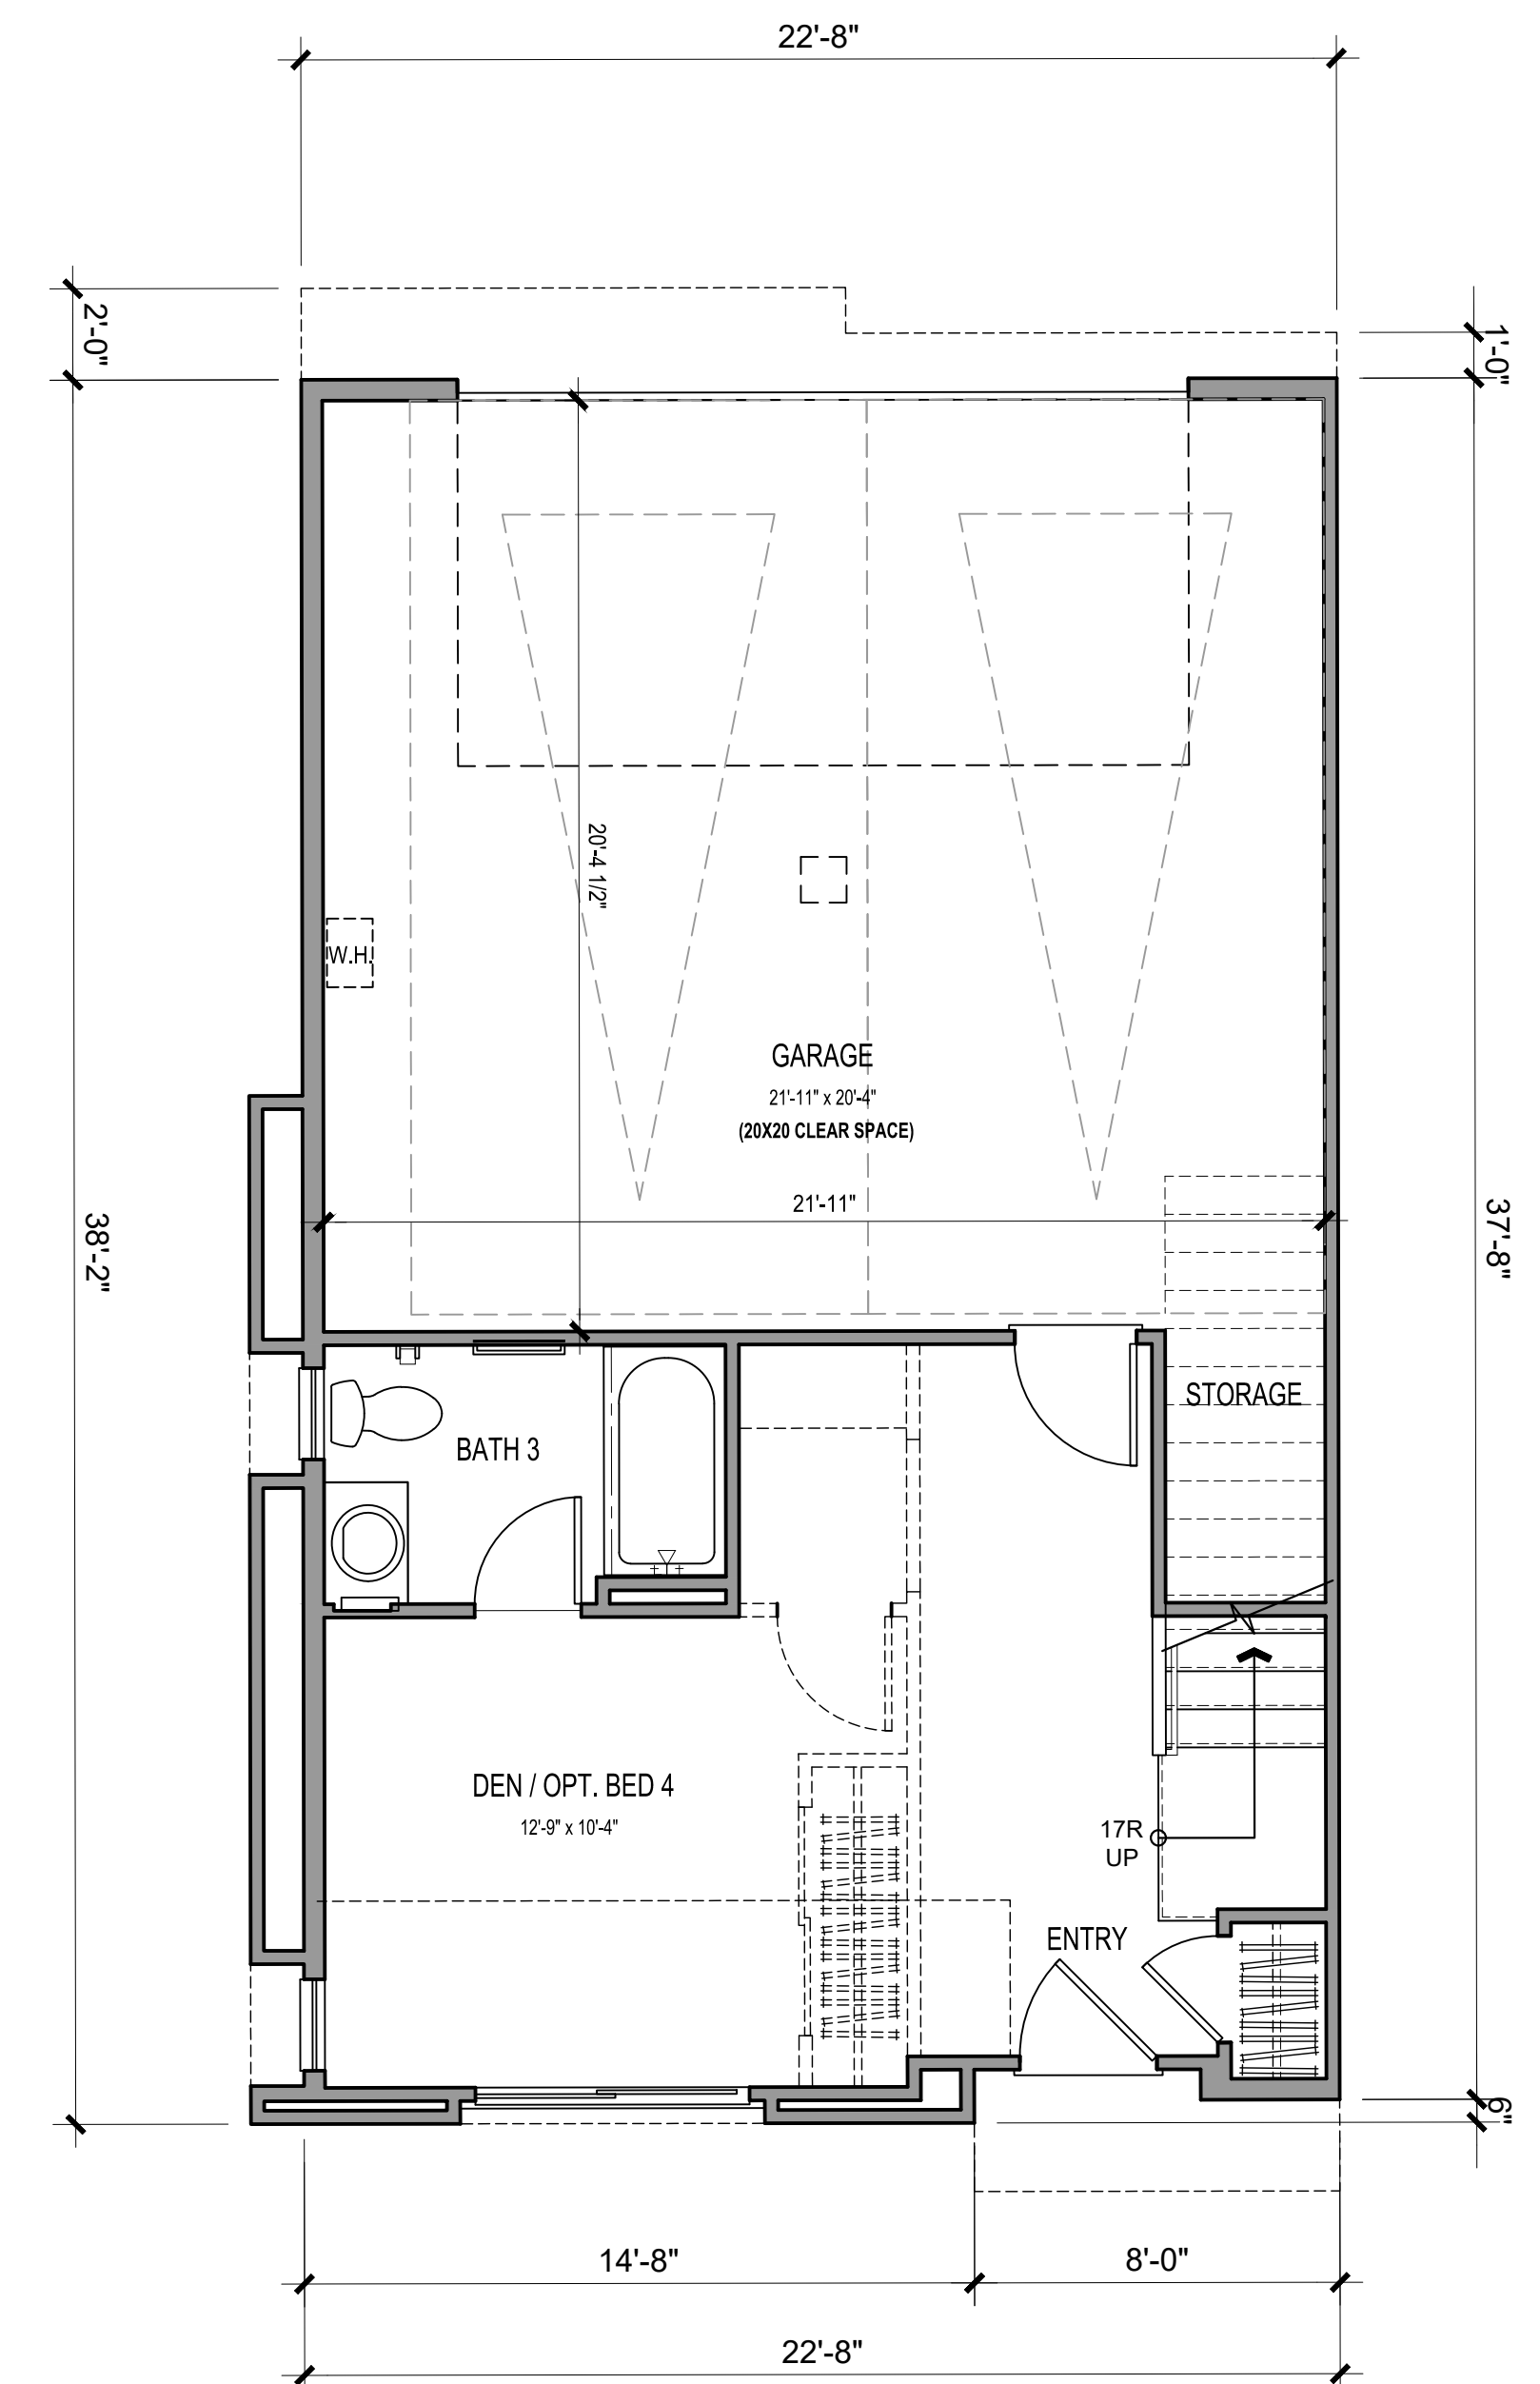 22'-8"
2'-0"
1'-0"
20'-4 1/2"
W.H.
GARAGE
21'-11" x 20'-4"
(20X20 CLEAR SPACE)
21'-11"
38'-2"
37'-8"
STORAGE
BATH 3
DEN / OPT. BED 4
12'-9" x 10'-4"
17R
UP
ENTRY
6"
14'-8"
8'-0"
22'-8"